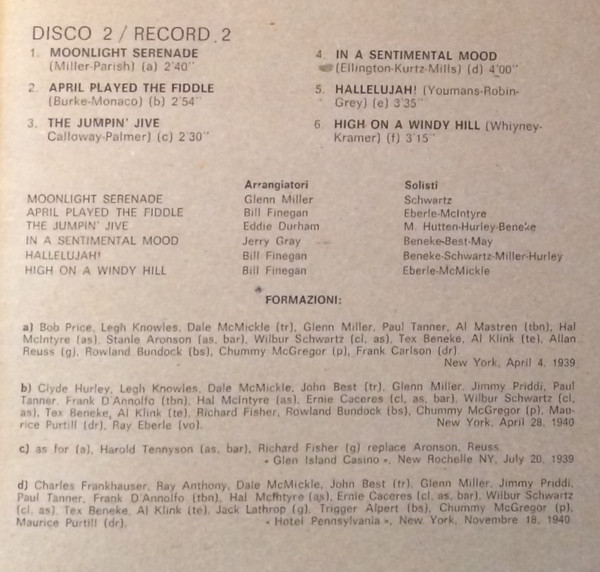 DISCO 2 / RECORD 2
1. MOONLIGHT SERENADE
(Miller-Parish) (a) 2'40"
2. APRIL PLAYED THE FIDDLE
(Burke-Monaco) (b) 2'54"
3. THE JUMPIN' JIVE
Calloway-Palmer) (c) 2'30"
4. IN A SENTIMENTAL MOOD
(Ellington-Kurtz-Mills) (d) 4'00"
5. HALLELUJAH! (Youmans-Robin-
Grey) (e) 3'35"
6. HIGH ON A WINDY HILL (Whiyney-
Kramer) (f) 3'15"
Arrangiatori Solisti
MOONLIGHT SERENADE Glenn Miller Schwartz
APRIL PLAYED THE FIDDLE Bill Finegan Eberle-McIntyre
THE JUMPIN' JIVE Eddie Durham M. Hutten-Hurley-Beneke
IN A SENTIMENTAL MOOD Jerry Gray Beneke-Best-May
HALLELUJAH! Bill Finegan Beneke-Schwartz-Miller-Hurley
HIGH ON A WINDY HILL Bill Finegan Eberle-McMickle
FORMAZIONI:
a) Bob Price, Legh Knowles, Dale McMickle (tr), Glenn Miller, Paul Tanner, Al Mastren (tbn), Hal
McIntyre (as), Stanle Aronson (as, bar), Wilbur Schwartz (cl, as), Tex Beneke, Al Klink (te), Allan
Reuss (g), Rowland Bundock (bs), Chummy McGregor (p), Frank Carlson (dr).
New York, April 4, 1939
b) Clyde Hurley, Legh Knowles, Dale McMickle, John Best (tr), Glenn Miller, Jimmy Priddi, Paul
Tanner, Frank D'Annolfo (tbn), Hal McIntyre (as), Ernie Caceres (cl, as, bar), Wilbur Schwartz (cl,
as), Tex Beneke, Al Klink (te), Richard Fisher, Rowland Bundock (bs), Chummy McGregor (p), Mau-
rice Purtill (dr), Ray Eberle (vo). New York, April 28, 1940
c) as for (a), Harold Tennyson (as, bar), Richard Fisher (g) replace Aronson, Reuss.
« Glen Island Casino », New Rochelle NY, July 20, 1939
d) Charles Frankhauser, Ray Anthony, Dale McMickle, John Best (tr), Glenn Miller, Jimmy Priddi,
Paul Tanner, Frank D'Annolfo (tbn), Hal McIntyre (as), Ernie Caceres (cl, as, bar), Wilbur Schwartz
(cl, as), Tex Beneke, Al Klink (te), Jack Lathrop (g), Trigger Alpert (bs), Chummy McGregor (p),
Maurice Purtill (dr). « Hotel Pennsylvania », New York, Novembre 18, 1940